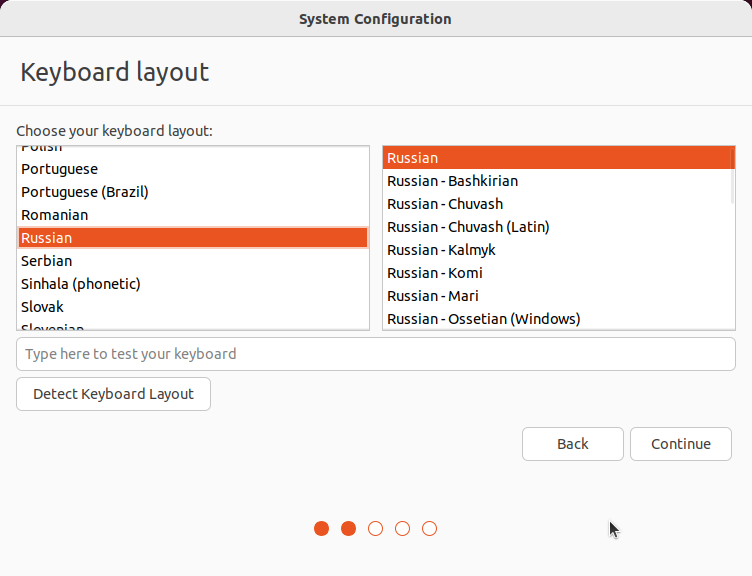 System Configuration
Keyboard layout
Choose your keyboard layout:
Polish
Portuguese
Portuguese (Brazil)
Romanian
Russian
Serbian
Sinhala (phonetic)
Slovak
Slovenian
Russian
Russian - Bashkirian
Russian - Chuvash
Russian - Chuvash (Latin)
Russian - Kalmyk
Russian - Komi
Russian - Mari
Russian - Ossetian (Windows)
Type here to test your keyboard
Detect Keyboard Layout
Back
Continue